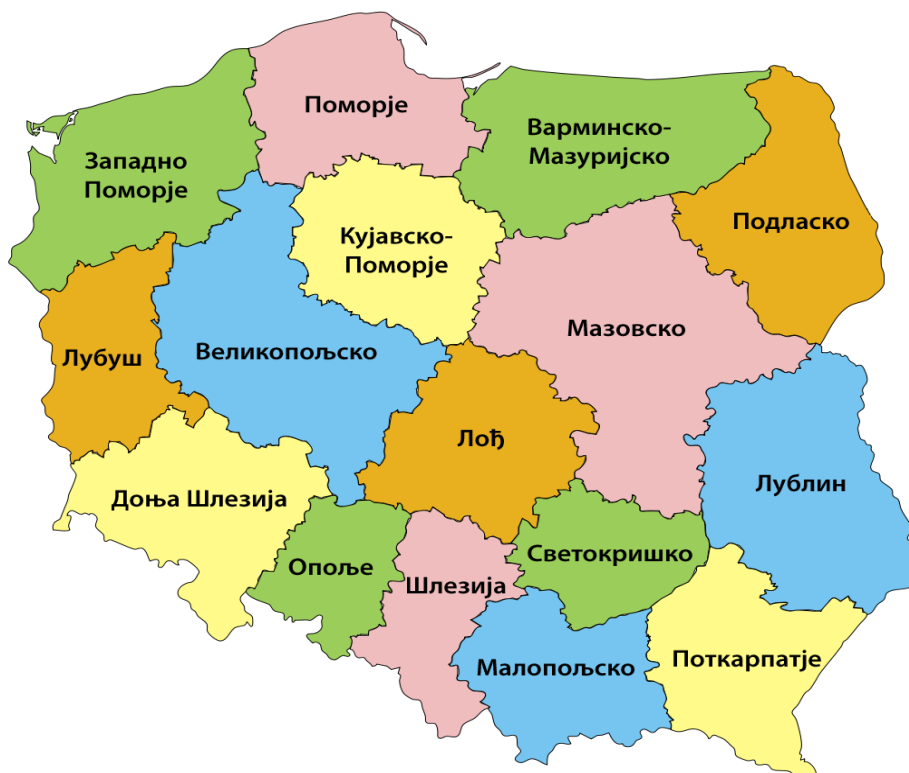 Поморје
Варминско-
Мазуријско
Западно
Поморје
Подласко
Кујавско-
Поморје
Мазовско
Великопољско
Лубуш
Лођ
Лублин
Доња Шлезија
Светокришко
Опоље
Шлезија
Малопољско
Поткарпатје